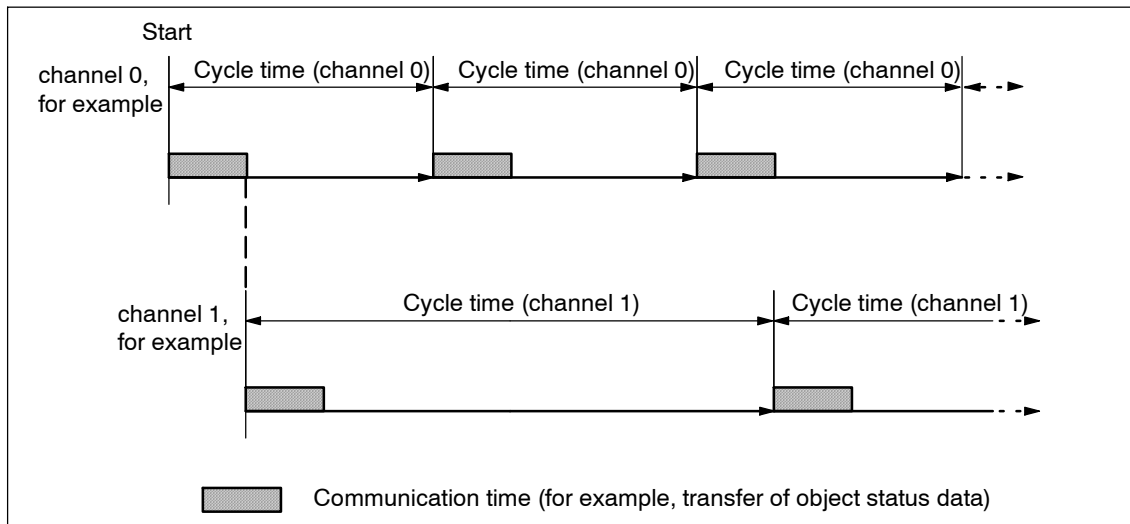 Start
channel 0,
for example
Cycle time (channel 0)
Cycle time (channel 0)
Cycle time (channel 0)
channel 1,
for example
Cycle time (channel 1)
Cycle time (channel 1)
Communication time (for example, transfer of object status data)